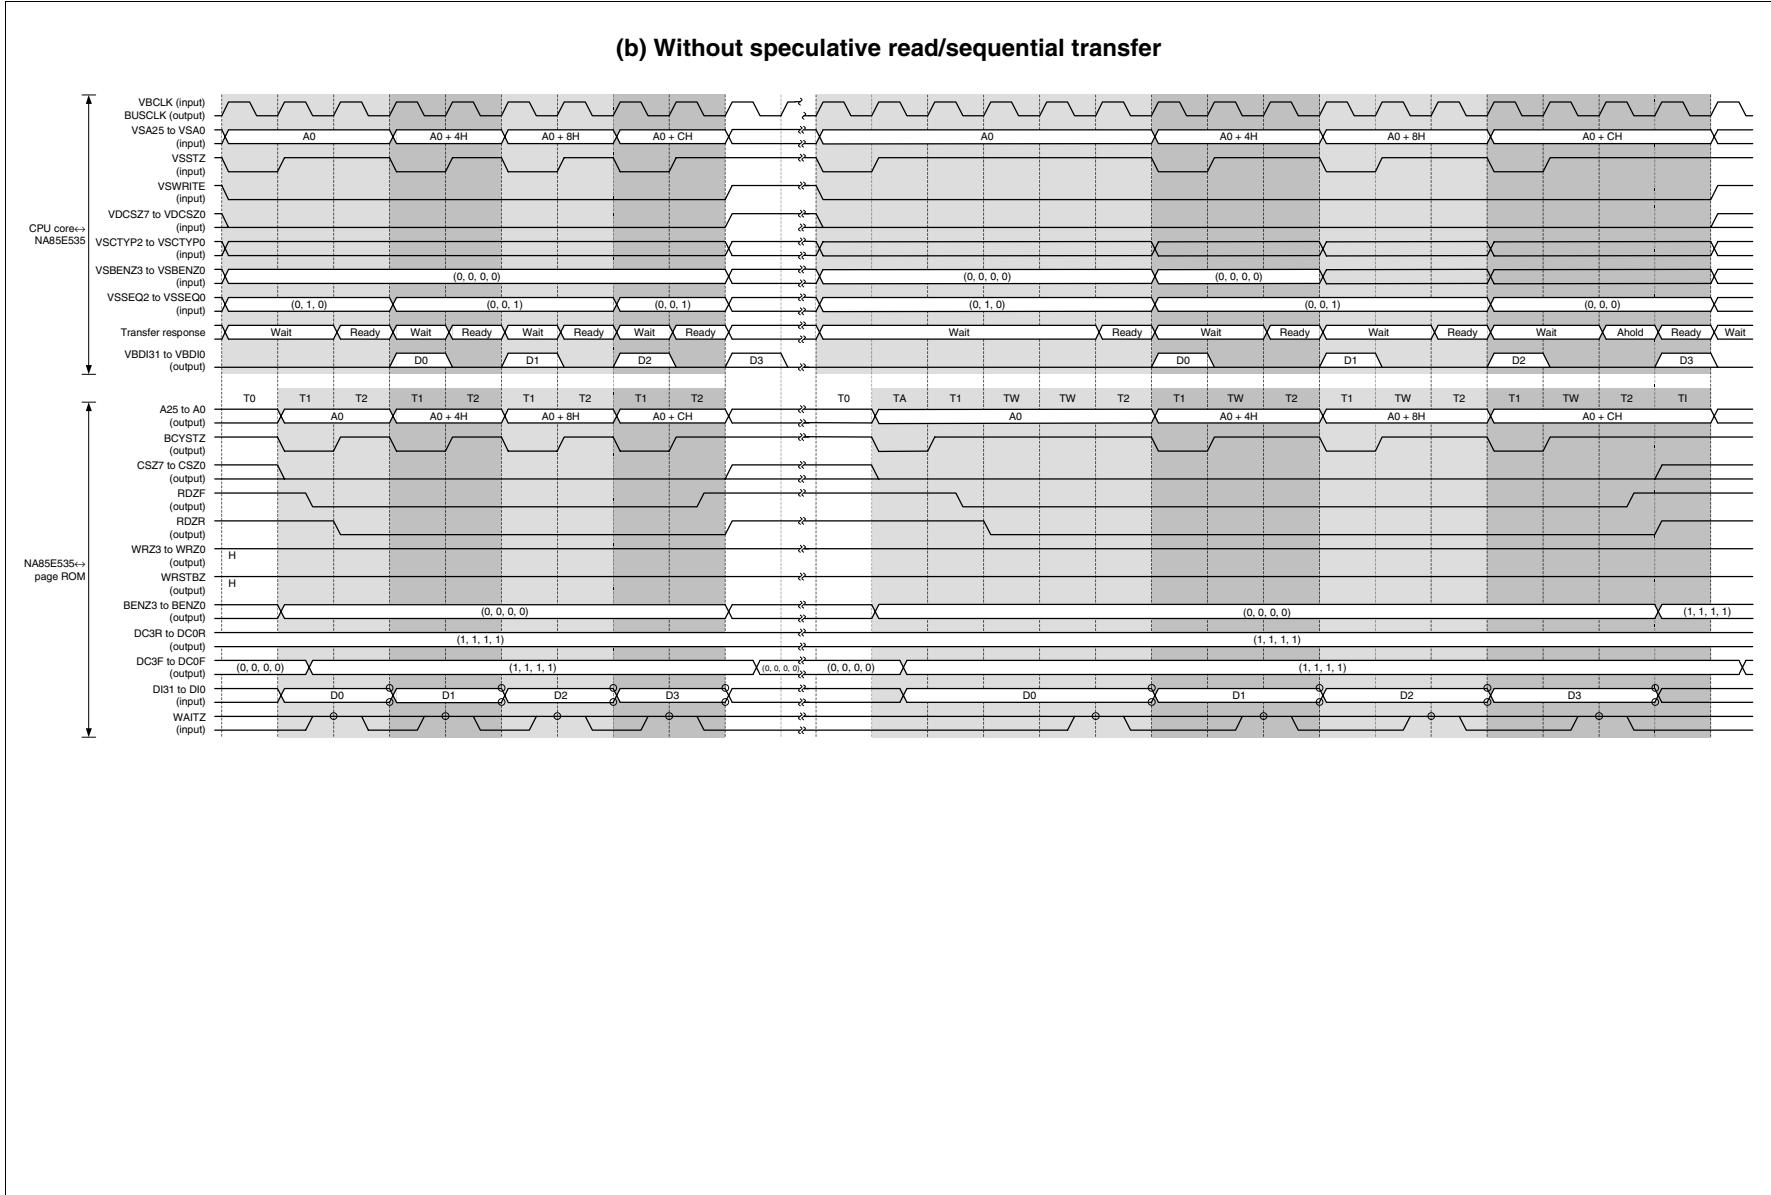 (b) Without speculative read/sequential transfer
VBCLK (input)
BUSCLK (output)
VSA25 to VSA0 (input) A0 A0 + 4H A0 + 8H A0 + CH A0 A0 + 4H A0 + 8H A0 + CH
VSSTZ (input)
VSWRITE (input)
VDCSZ7 to VDCSZ0 (input)
CPU core↔ NA85E535
VSCTYP2 to VSCTYP0 (input)
VSBENZ3 to VSBENZ0 (input) (0, 0, 0, 0) (0, 0, 0, 0) (0, 0, 0, 0)
VSSEQ2 to VSSEQ0 (input) (0, 1, 0) (0, 0, 1) (0, 0, 1) (0, 1, 0) (0, 0, 1) (0, 0, 0)
Transfer response Wait Ready Wait Ready Wait Ready Wait Ready Wait Ready Wait Ready Wait Ready Wait Ahold Ready Wait
VBDI31 to VBDI0 (output) D0 D1 D2 D3 D0 D1 D2 D3
T0 T1 T2 T1 T2 T1 T2 T1 T2 T0 TA T1 TW TW T2 T1 TW T2 T1 TW T2 T1 TW T2 TI
A25 to A0 (output) A0 A0 + 4H A0 + 8H A0 + CH A0 A0 + 4H A0 + 8H A0 + CH
BCYSTZ (output)
CSZ7 to CSZ0 (output)
RDZF (output)
RDZR (output)
WRZ3 to WRZ0 (output) H
NA85E535↔ page ROM
WRSTBZ (output) H
BENZ3 to BENZ0 (output) (0, 0, 0, 0) (0, 0, 0, 0) (1, 1, 1, 1)
DC3R to DC0R (output) (1, 1, 1, 1) (1, 1, 1, 1)
DC3F to DC0F (output) (0, 0, 0, 0) (1, 1, 1, 1) (0, 0, 0, 0) (0, 0, 0, 0) (1, 1, 1, 1)
DI31 to DI0 (input) D0 D1 D2 D3 D0 D1 D2 D3
WAITZ (input)